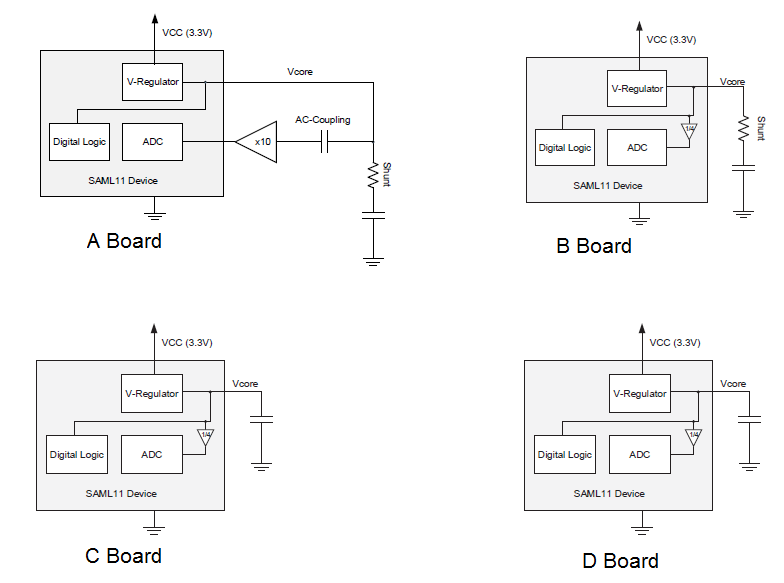 VCC (3.3V)
V-Regulator
Vcore
AC-Coupling
Digital Logic
ADC
x10
Shunt
SAML11 Device
A Board
VCC (3.3V)
V-Regulator
Vcore
1/4
Shunt
Digital Logic
ADC
SAML11 Device
B Board
VCC (3.3V)
V-Regulator
Vcore
1/4
Digital Logic
ADC
SAML11 Device
C Board
VCC (3.3V)
V-Regulator
Vcore
1/4
Digital Logic
ADC
SAML11 Device
D Board